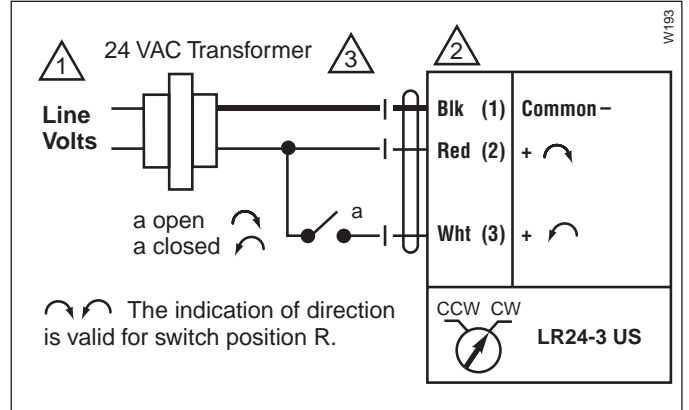 W193
1 24 VAC Transformer 3 2
Line
Volts
Blk (1) Common –
Red (2) +
a
Wht (3) +
a open
a closed
The indication of direction
is valid for switch position R.
CCW CW
LR24-3 US